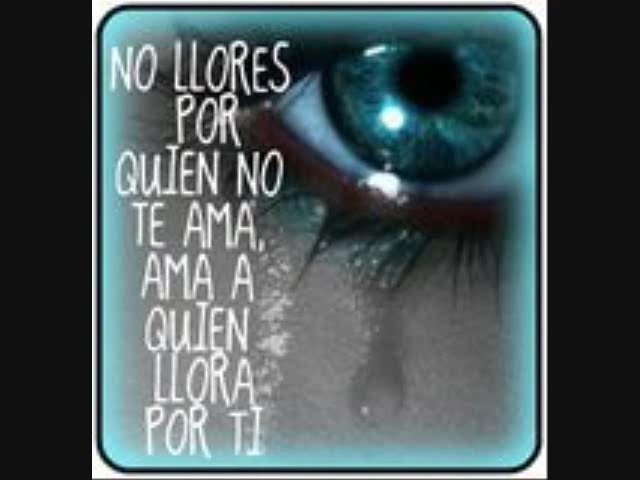 NO LLORES
POR
QUIEN NO
TE AMA,
AMA A
QUIEN
LLORA
POR TI